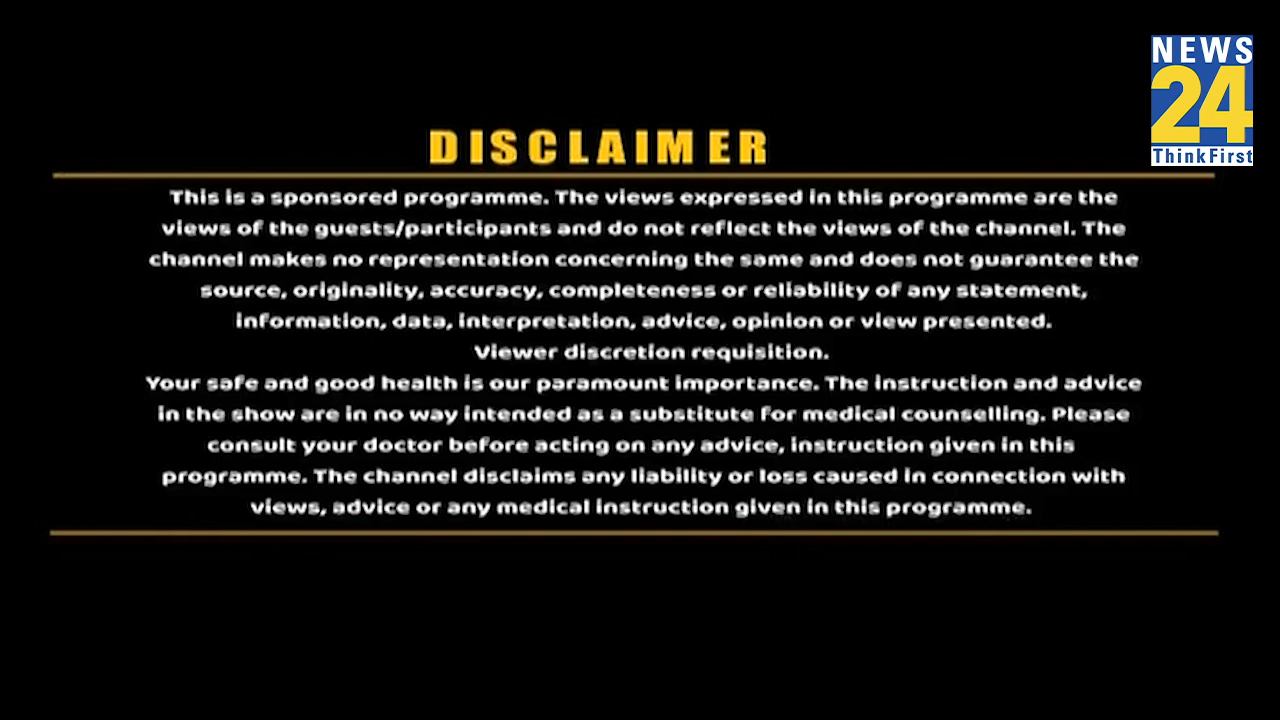 NEWS
24
ThinkFirst
DISCLAIMER
This is a sponsored programme. The views expressed in this programme are the
views of the guests/participants and do not reflect the views of the channel. The
channel makes no representation concerning the same and does not guarantee the
source, originality, accuracy, completeness or reliability of any statement,
information, data, interpretation, advice, opinion or view presented.
Viewer discretion requisition.
Your safe and good health is our paramount importance. The instruction and advice
in the show are in no way intended as a substitute for medical counselling. Please
consult your doctor before acting on any advice, instruction given in this
programme. The channel disclaims any liability or loss caused in connection with
views, advice or any medical instruction given in this programme.